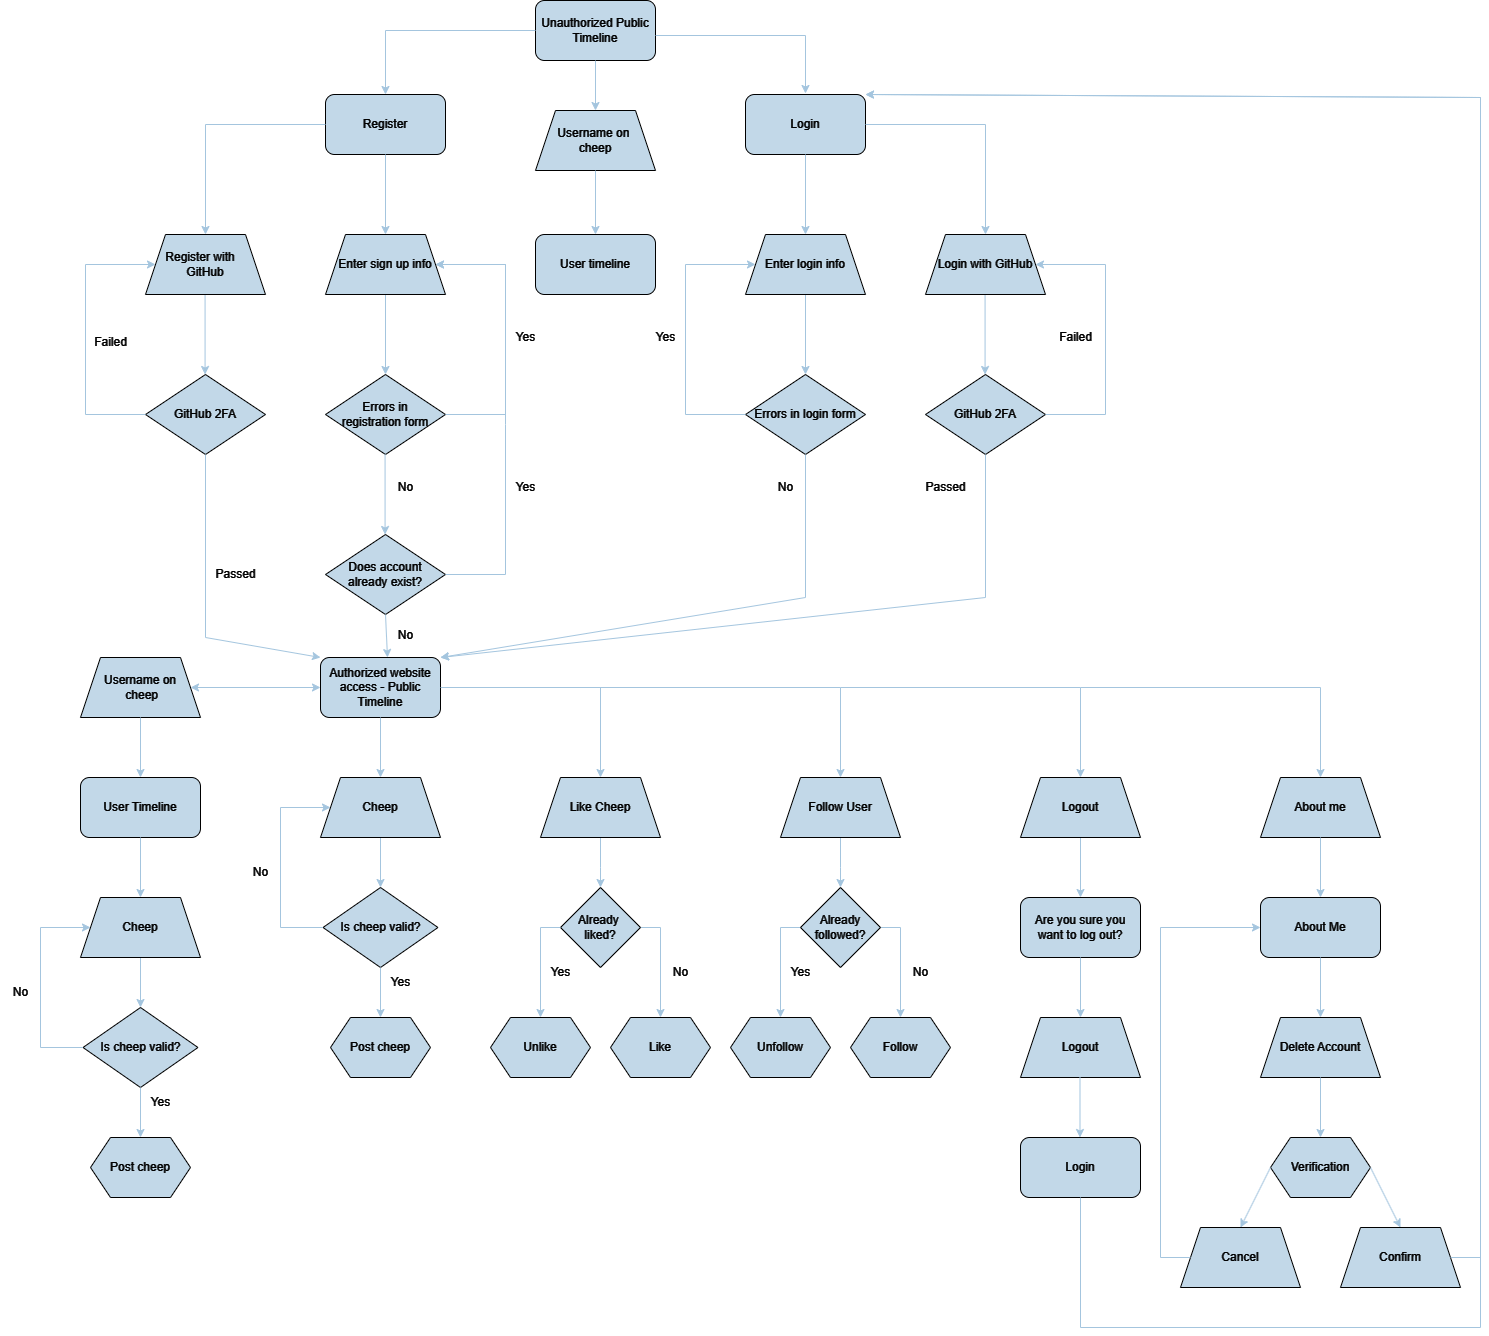 Unauthorized Public
Timeline
Register
Username on
cheep
Login
Register with
GitHub
Enter sign up info
User timeline
Enter login info
Login with GitHub
Failed
Yes
Yes
Failed
GitHub 2FA
Errors in
registration form
Errors in login form
GitHub 2FA
No
Yes
No
Passed
Passed
Does account
already exist?
No
Username on
cheep
Authorized website
access - Public
Timeline
User Timeline
Cheep
Like Cheep
Follow User
Logout
About me
No
Cheep
Is cheep valid?
Already
liked?
Already
followed?
Are you sure you
want to log out?
About Me
No
Yes
Yes
No
Yes
No
Is cheep valid?
Post cheep
Unlike
Like
Unfollow
Follow
Logout
Delete Account
Yes
Post cheep
Login
Verification
Cancel
Confirm